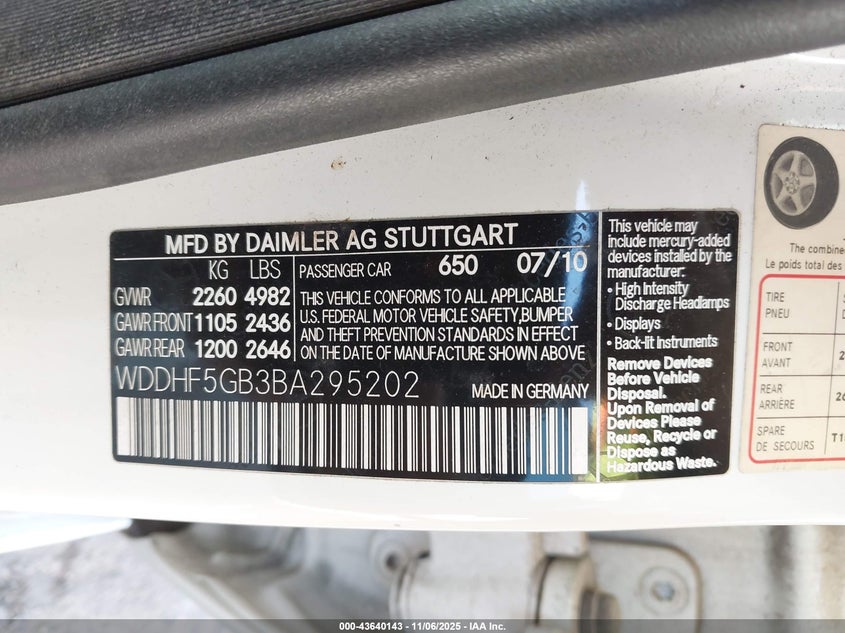 MFD BY DAIMLER AG STUTTGART
KG LBS
GVWR 2260 4982
GAWR FRONT 1105 2436
GAWR REAR 1200 2646
PASSENGER CAR 650 07/10
THIS VEHICLE CONFORMS TO ALL APPLICABLE
U.S. FEDERAL MOTOR VEHICLE SAFETY,BUMPER
AND THEFT PREVENTION STANDARDS IN EFFECT
ON THE DATE OF MANUFACTURE SHOWN ABOVE
WDDHF5GB3BA295202
MADE IN GERMANY
This vehicle may
include mercury-added
devices installed by the
manufacturer:
• High Intensity
Discharge Headlamps
• Displays
• Back-lit Instruments
Remove Devices
Before Vehicle
Disposal.
Upon Removal of
Devices Please
Reuse, Recycle or
Dispose as
Hazardous Waste.
The combined
Le poids total des
TIRE
PNEU
FRONT
AVANT
REAR
ARRIÈRE
SPARE
DE SECOURS
000-43640143 - 11/06/2025 - IAA Inc.